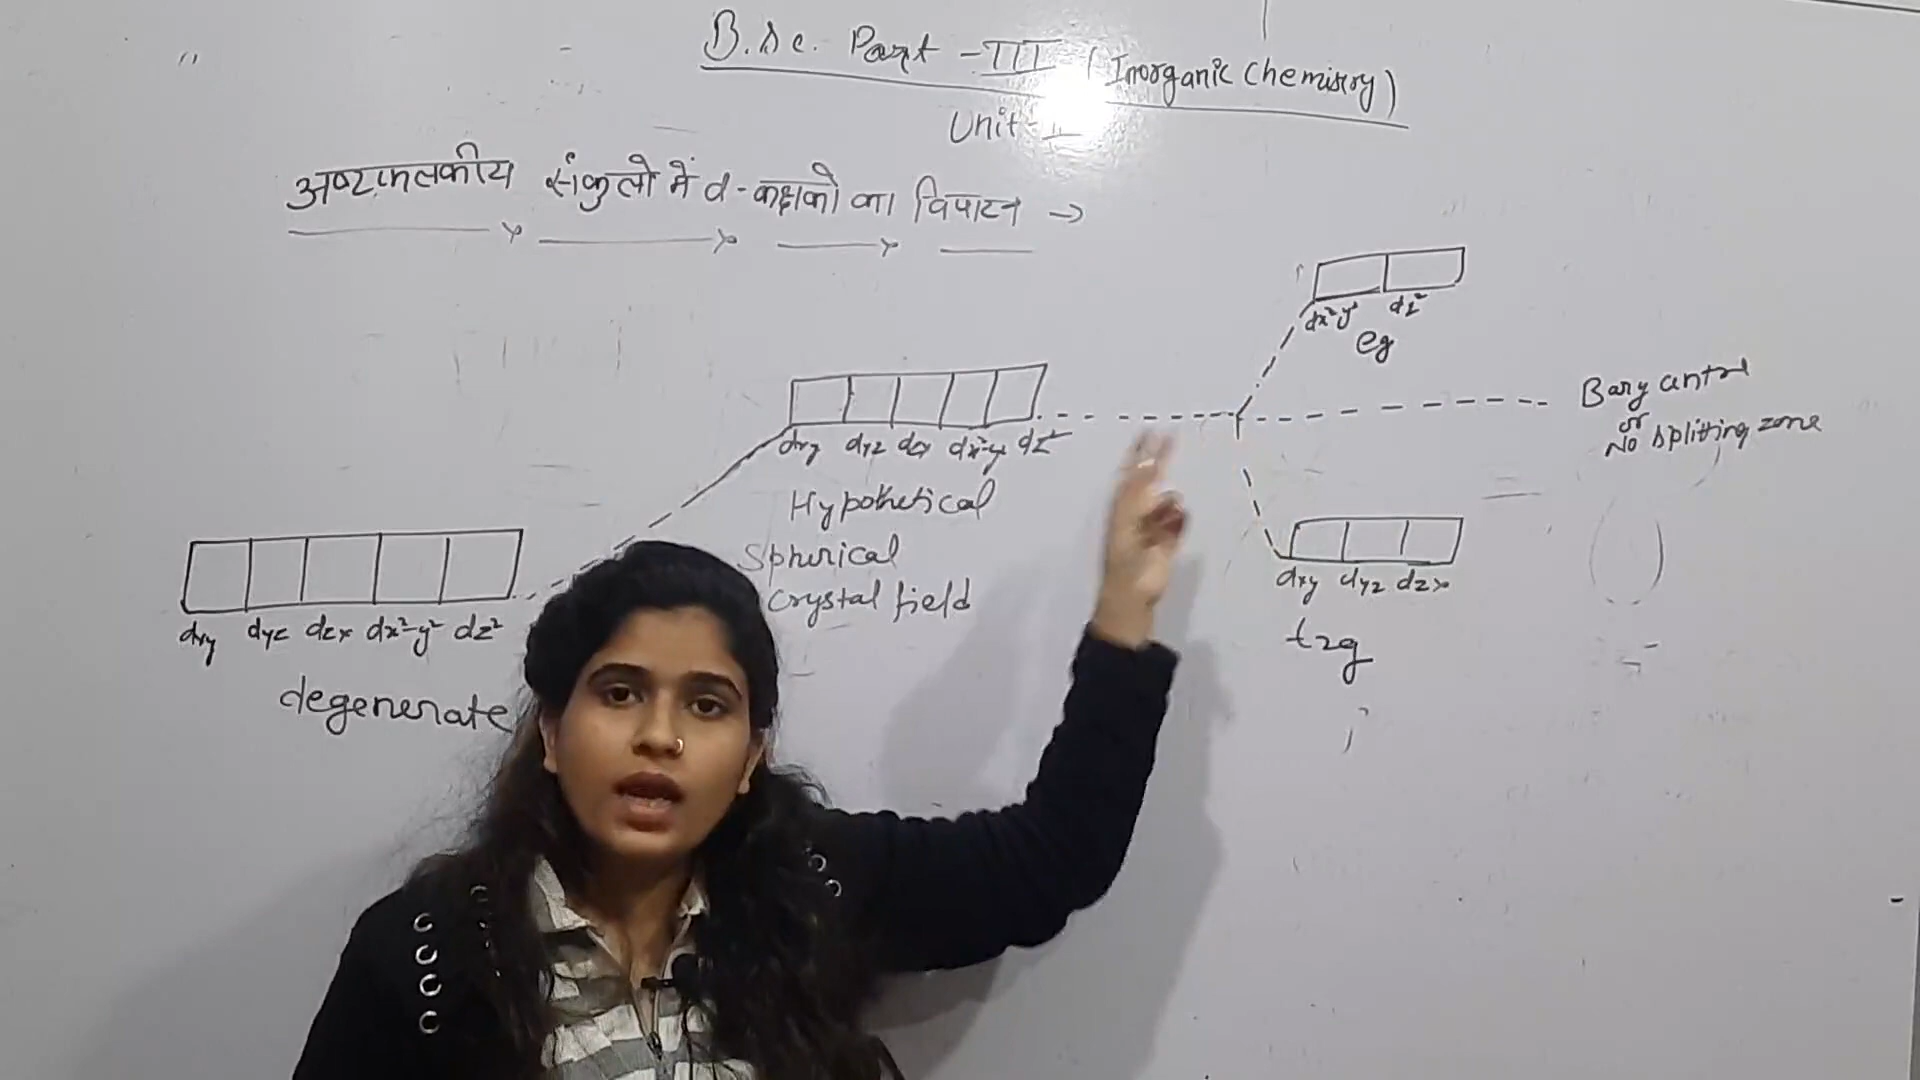 B.Sc. Part - III (Inorganic Chemistry)
Unit - II
अष्टफलकीय संकुलो में d-कक्षको का विपाटन →
dx²-y² dz²
eg
Bary centre
or
No splitting zone
dxy dyz dzx dx²-y² dz²
Hypothetical
Spherical
Crystal field
dxy dyz dzx
t2g
dxy dyz dzx dx²-y² dz²
degenerate